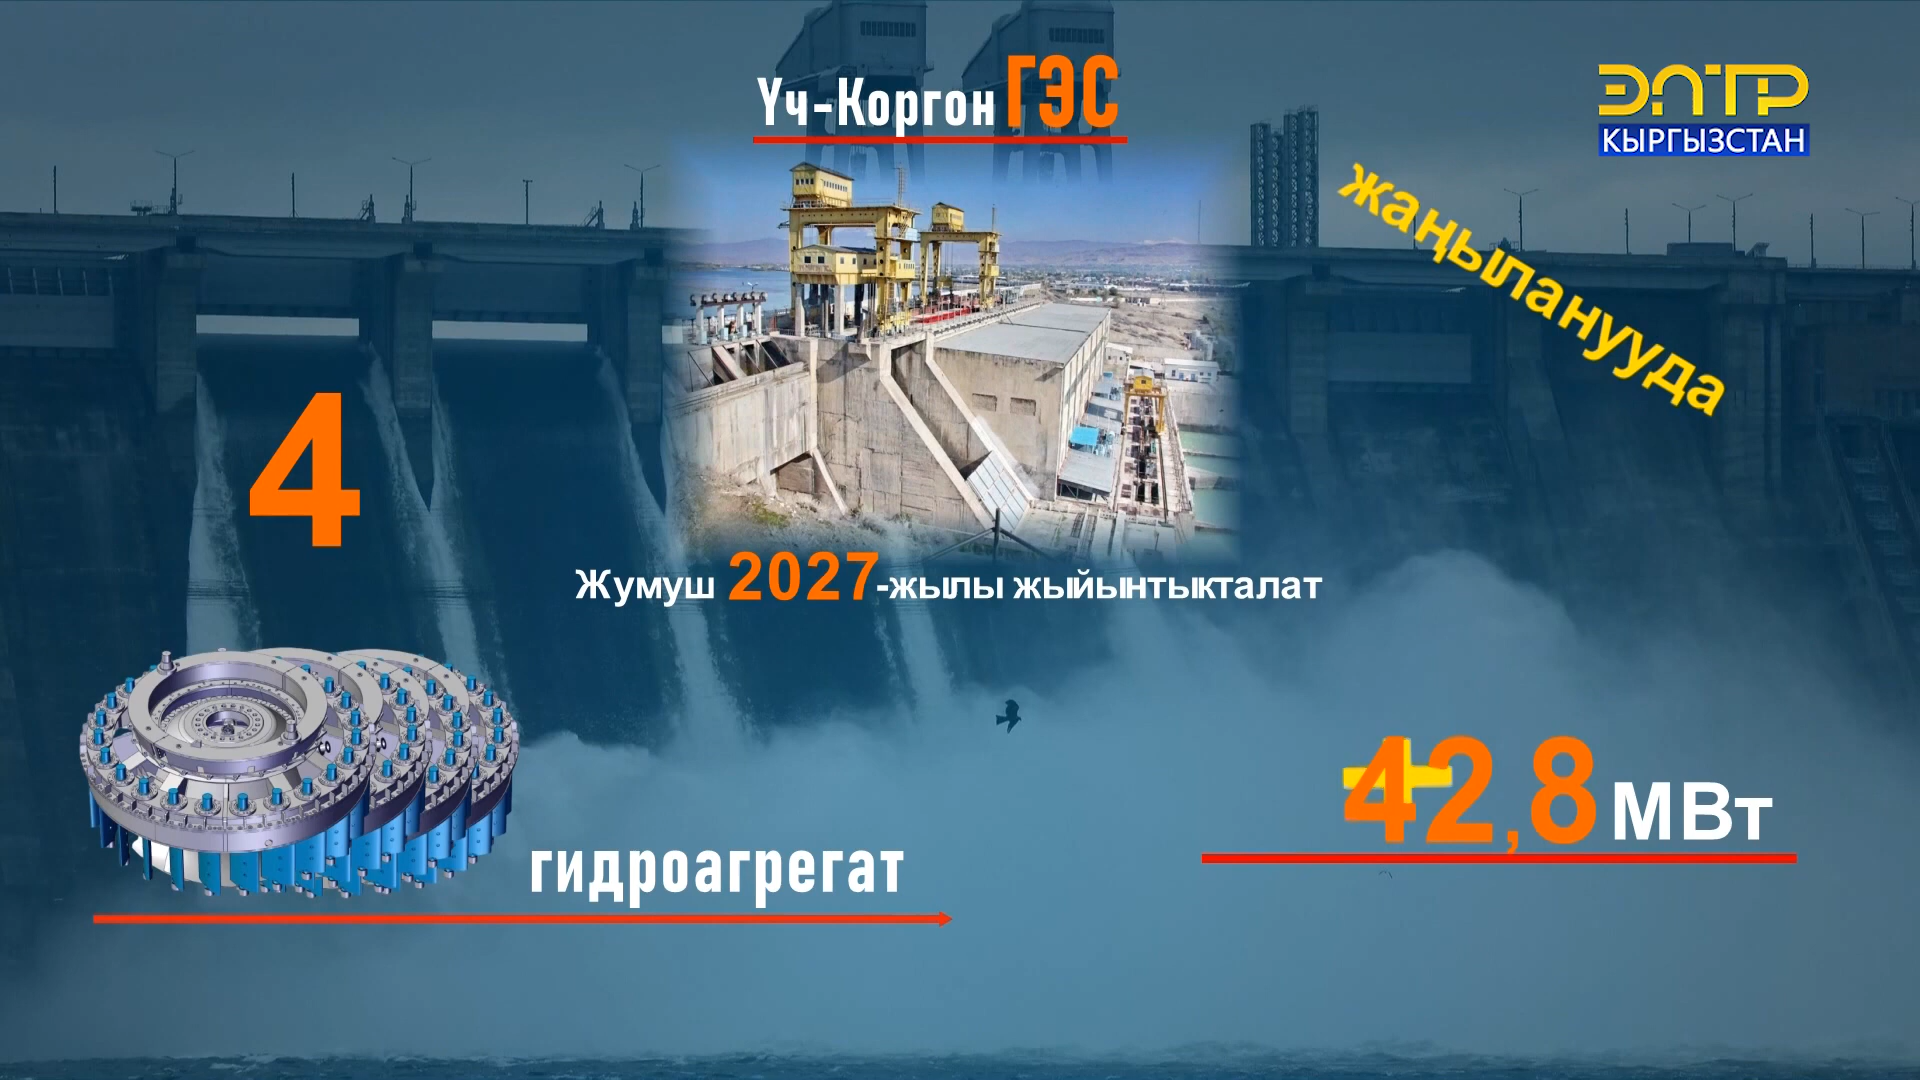 Үч-Коргон ГЭС
ЭЛТР
КЫРГЫЗСТАН
жаңыланууда
4
Жумуш 2027-жылы жыйынтыкталат
гидроагрегат
+42,8 МВт